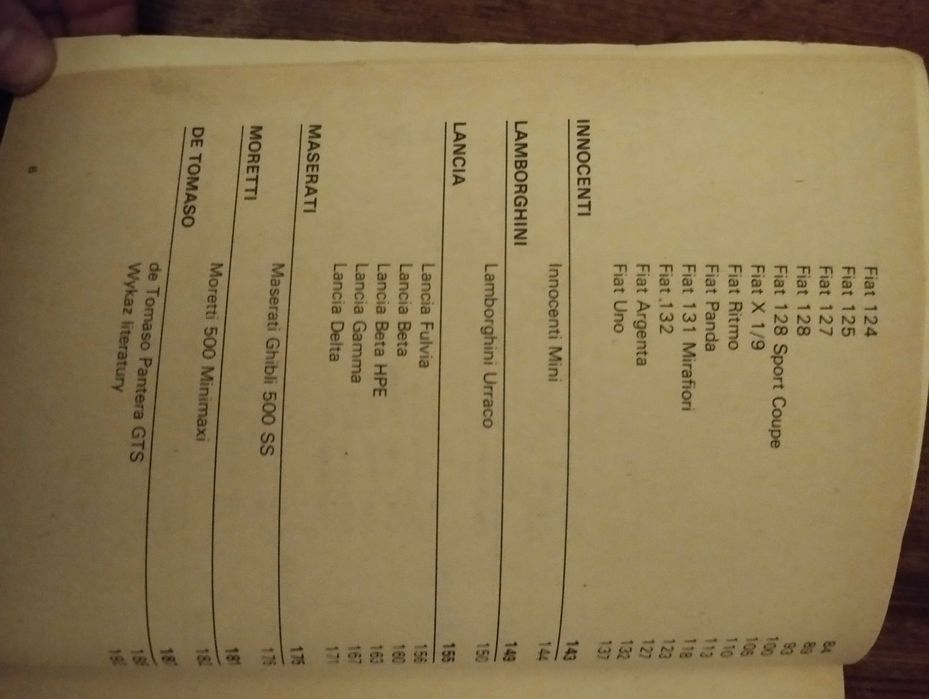 Fiat 124 84
Fiat 125 89
Fiat 127 93
Fiat 128 100
Fiat 128 Sport Coupe 106
Fiat X 1/9 110
Fiat Ritmo 113
Fiat Panda 118
Fiat 131 Mirafiori 123
Fiat 132 127
Fiat Argenta 132
Fiat Uno 137
INNOCENTI 143
Innocenti Mini 144
LAMBORGHINI 149
Lamborghini Urraco 150
LANCIA 155
Lancia Fulvia 156
Lancia Beta 160
Lancia Beta HPE 163
Lancia Gamma 167
Lancia Delta 171
MASERATI 175
Maserati Ghibli 500 SS 176
MORETTI 181
Moretti 500 Minimaxi
DE TOMASO
de Tomaso Pantera GTS
Wykaz literatury
6